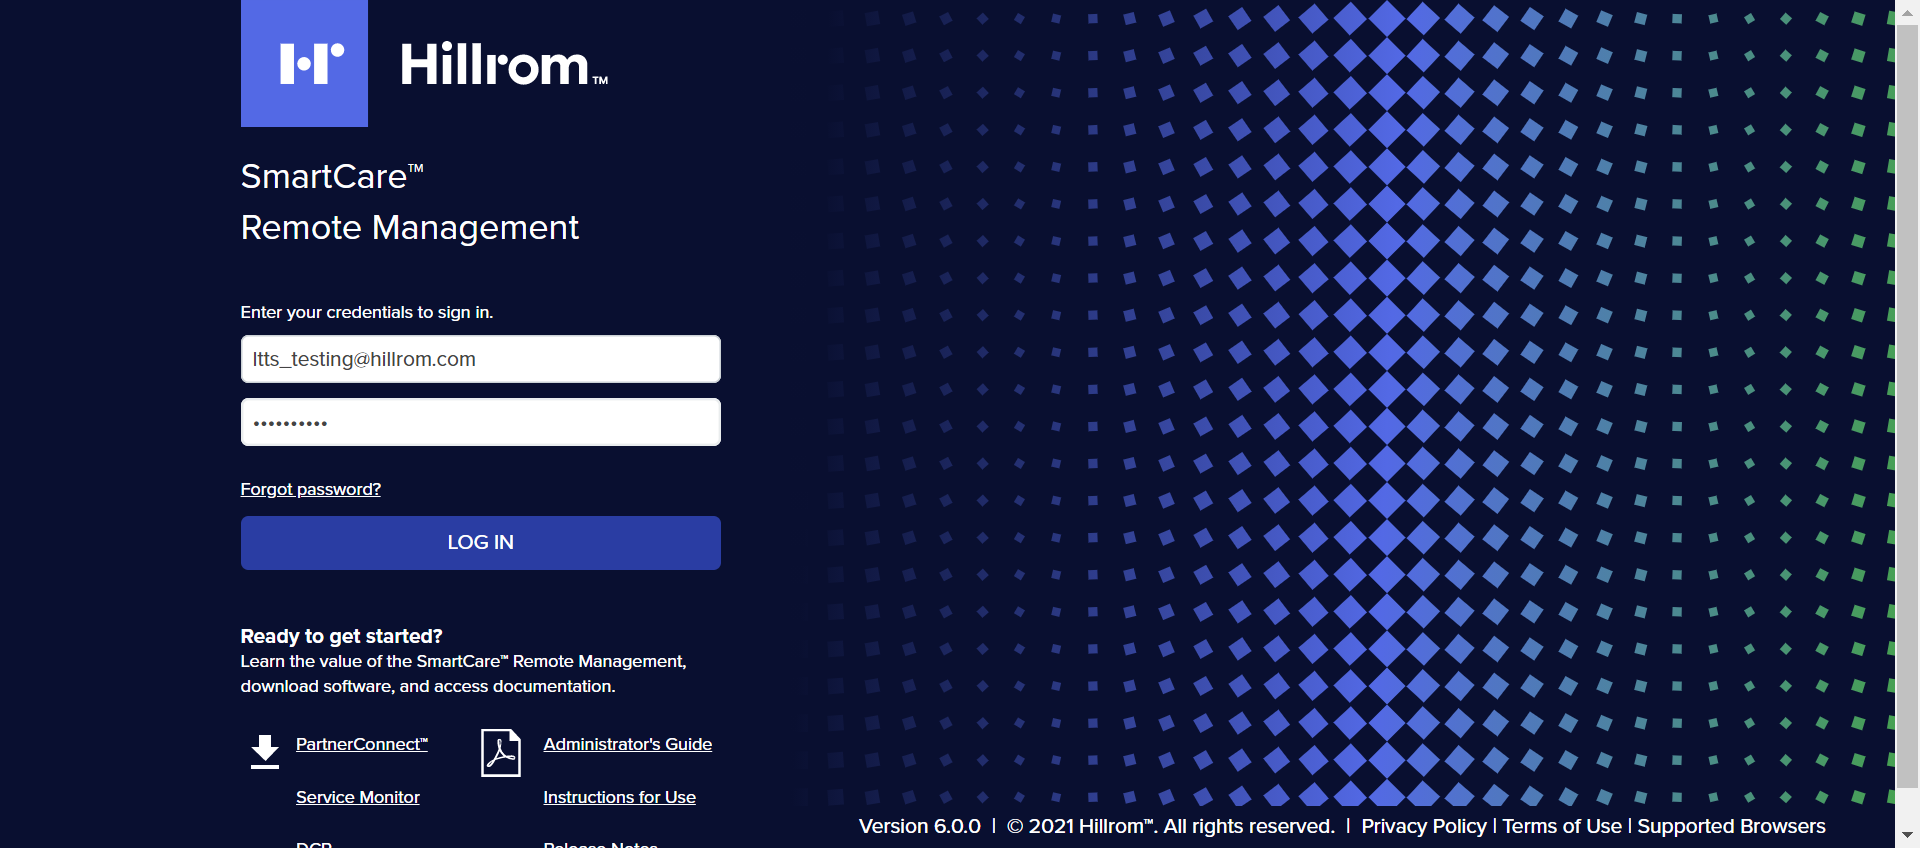 Hillrom™
SmartCare™
Remote Management
Enter your credentials to sign in.
ltts_testing@hillrom.com
••••••••••
Forgot password?
LOG IN
Ready to get started?
Learn the value of the SmartCare™ Remote Management,
download software, and access documentation.
PartnerConnect™
Administrator's Guide
Service Monitor
Instructions for Use
DCP
Release Notes
Version 6.0.0 | © 2021 Hillrom™. All rights reserved. | Privacy Policy | Terms of Use | Supported Browsers